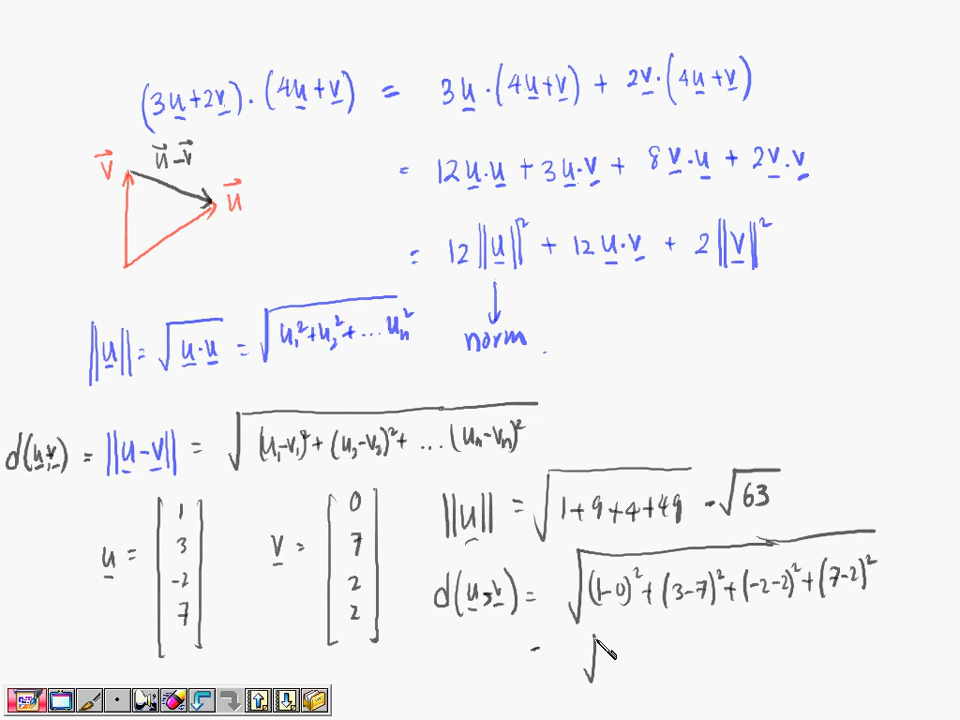 (3u+2v)·(4u+v) = 3u·(4u+v) + 2v·(4u+v)
v⃗ u⃗-v⃗ u⃗
= 12u·u + 3u·v + 8v·u + 2v·v
= 12||u||² + 12u·v + 2||v||²
norm
||u|| = √u·u = √u₁²+u₂²+...uₙ²
d(u,v) = ||u-v|| = √(u₁-v₁)²+(u₂-v₂)²+...(uₙ-vₙ)²
u = [1 3 -2 7] v = [0 7 2 2]
||u|| = √1+9+4+49 = √63
d(u,v) = √(1-0)²+(3-7)²+(-2-2)²+(7-2)²
= √